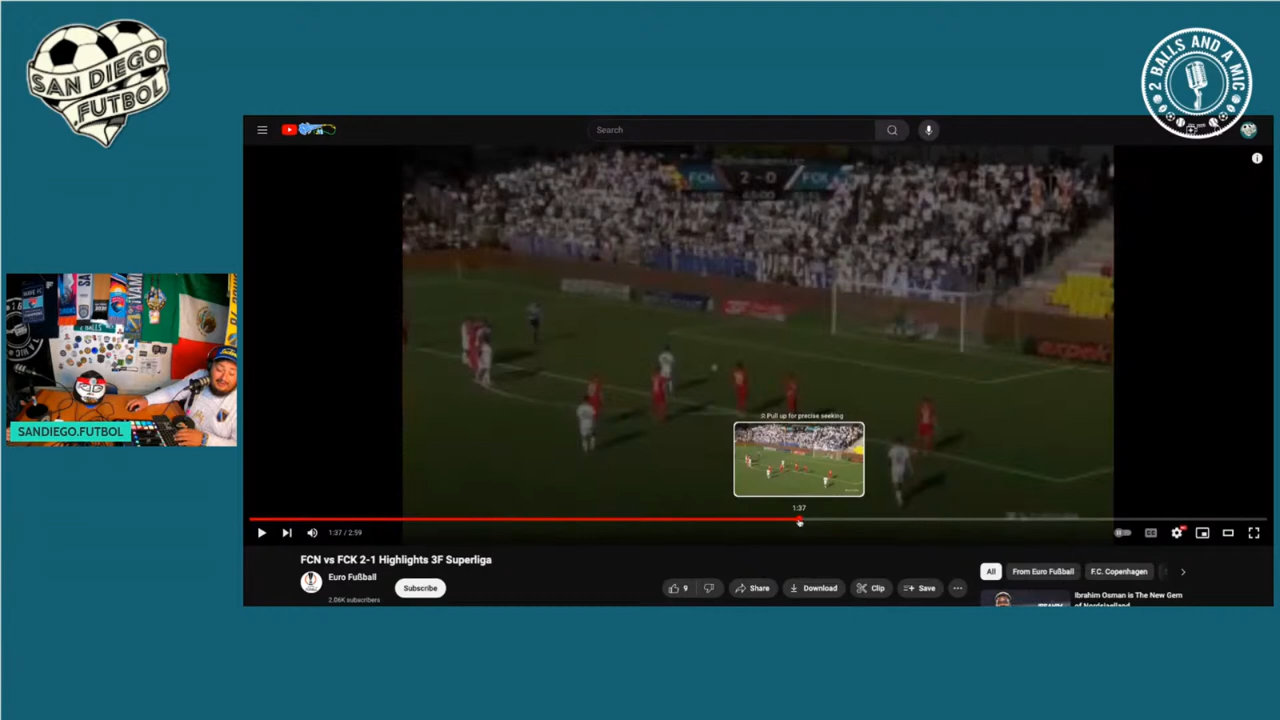 SAN DIEGO
.FUTBOL
2 BALLS AND A MIC
Search
FCN 2-0 FCK
Pull up for precise seeking
1:37
1:37 / 2:59
FCN vs FCK 2-1 Highlights 3F Superliga
Euro Fußball
2.06K subscribers
Subscribe
9
Share
Download
Clip
Save
All
From Euro Fußball
F.C. Copenhagen
Ibrahim Osman is The New Gem
of Nordsjaelland
SANDIEGO.FUTBOL